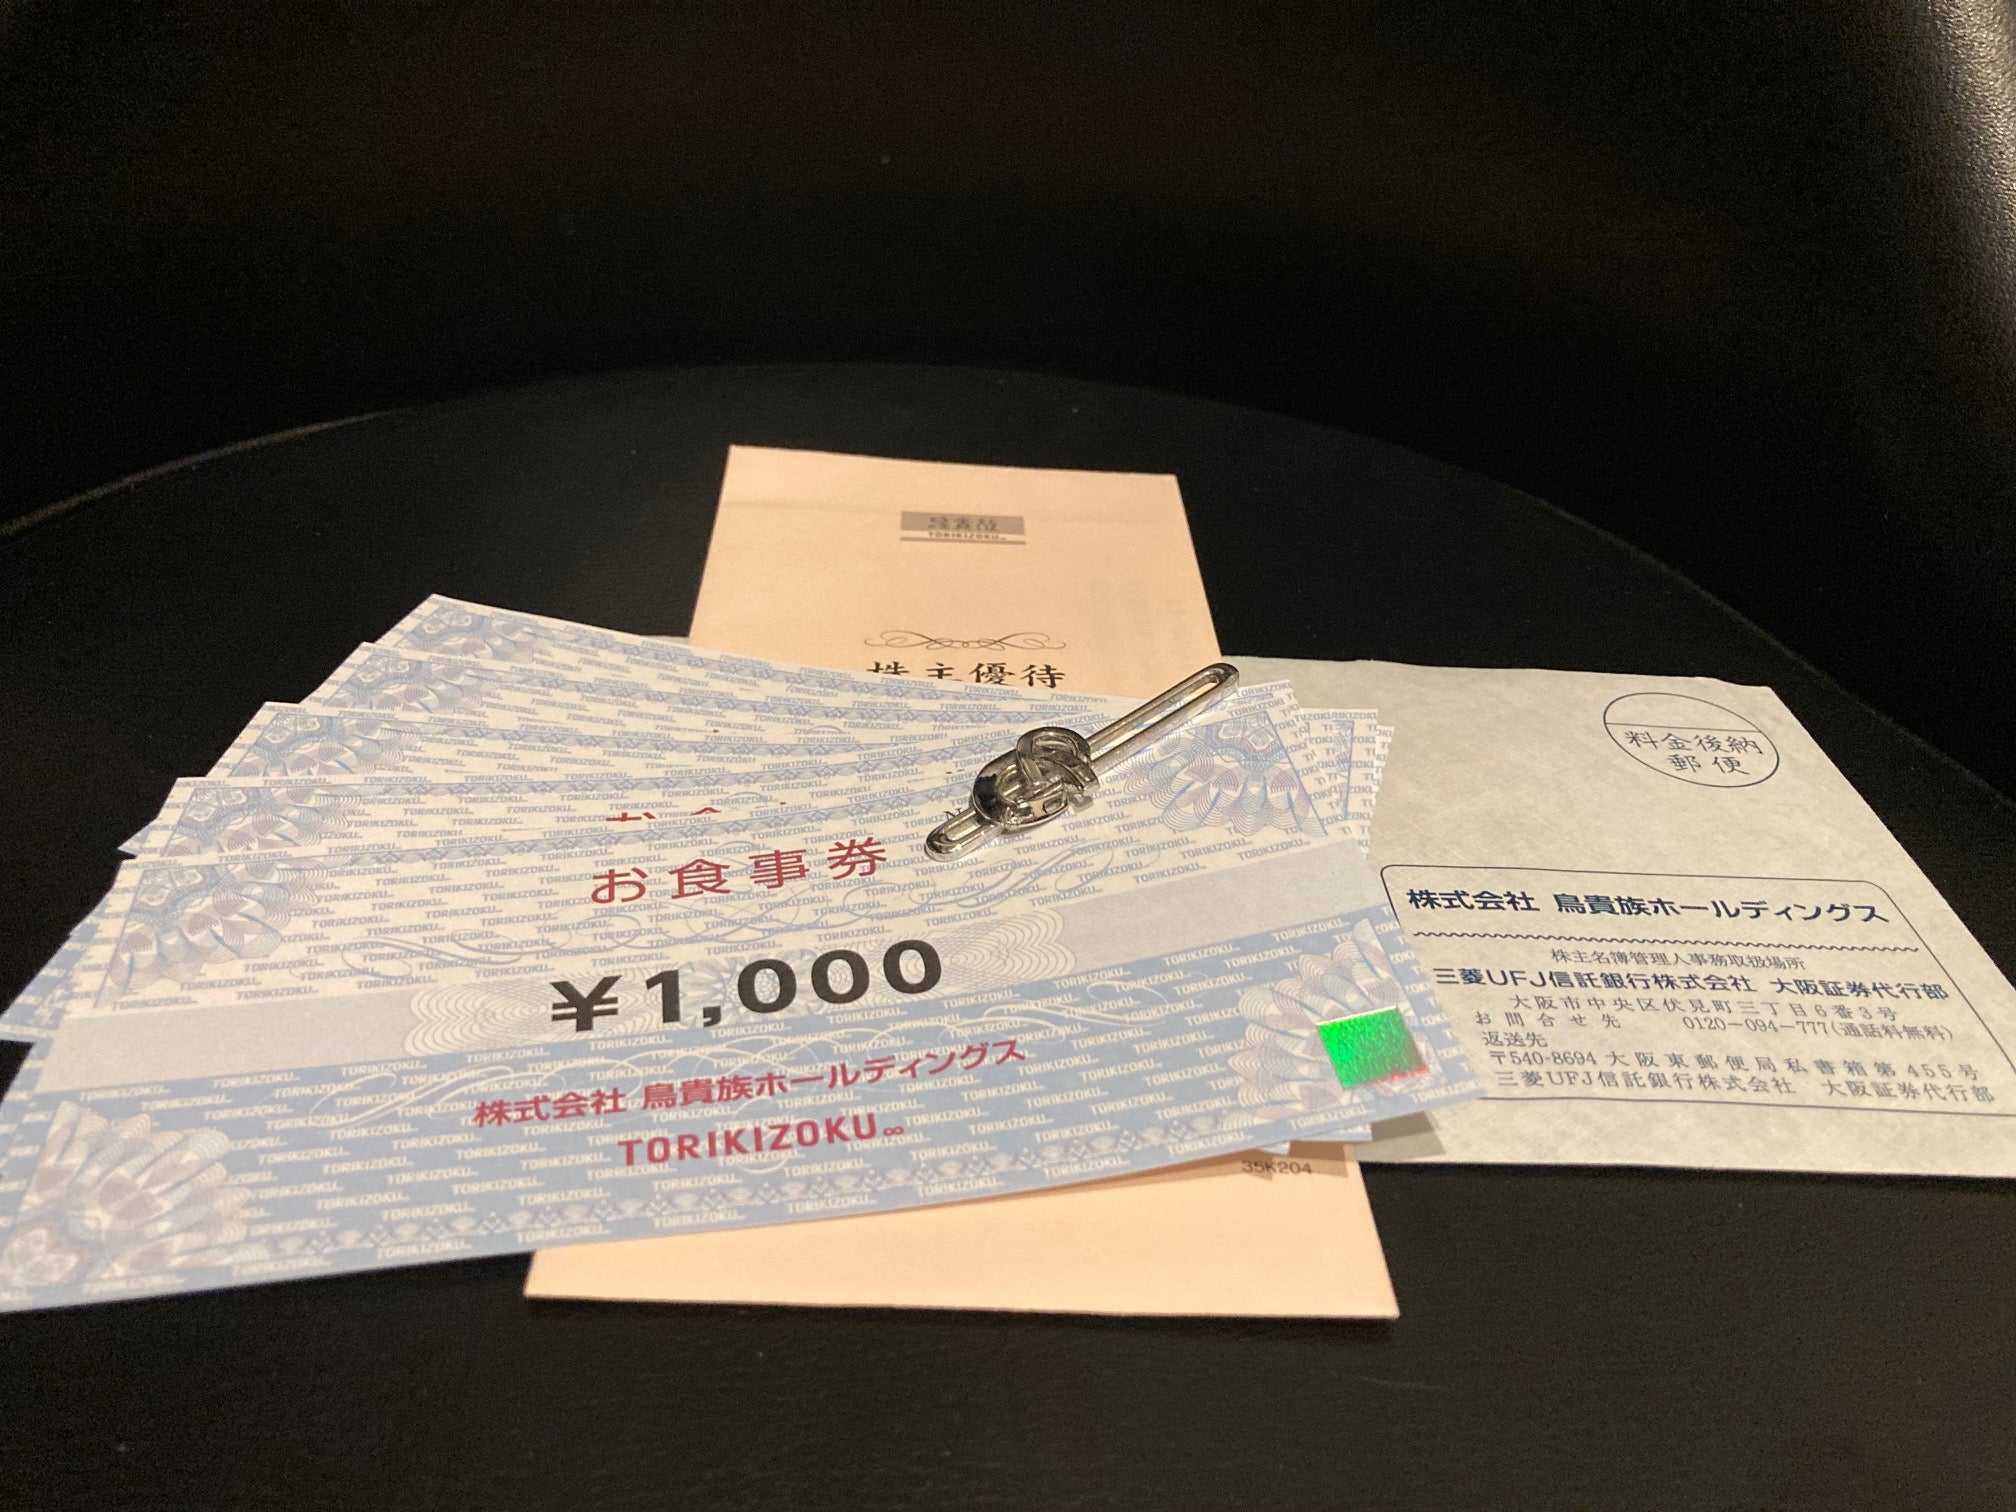 TORIKIZOKU
株主優待
お食事券
¥1,000
株式会社 鳥貴族ホールディングス
TORIKIZOKU∞
35K204
料金後納
郵便
株式会社 鳥貴族ホールディングス
株主名簿管理人事務取扱場所
三菱UFJ信託銀行株式会社 大阪証券代行部
大阪市中央区伏見町三丁目6番3号
お問合せ先 0120-094-777(通話料無料)
返送先
〒540-8694 大阪東郵便局私書箱第455号
三菱UFJ信託銀行株式会社 大阪証券代行部